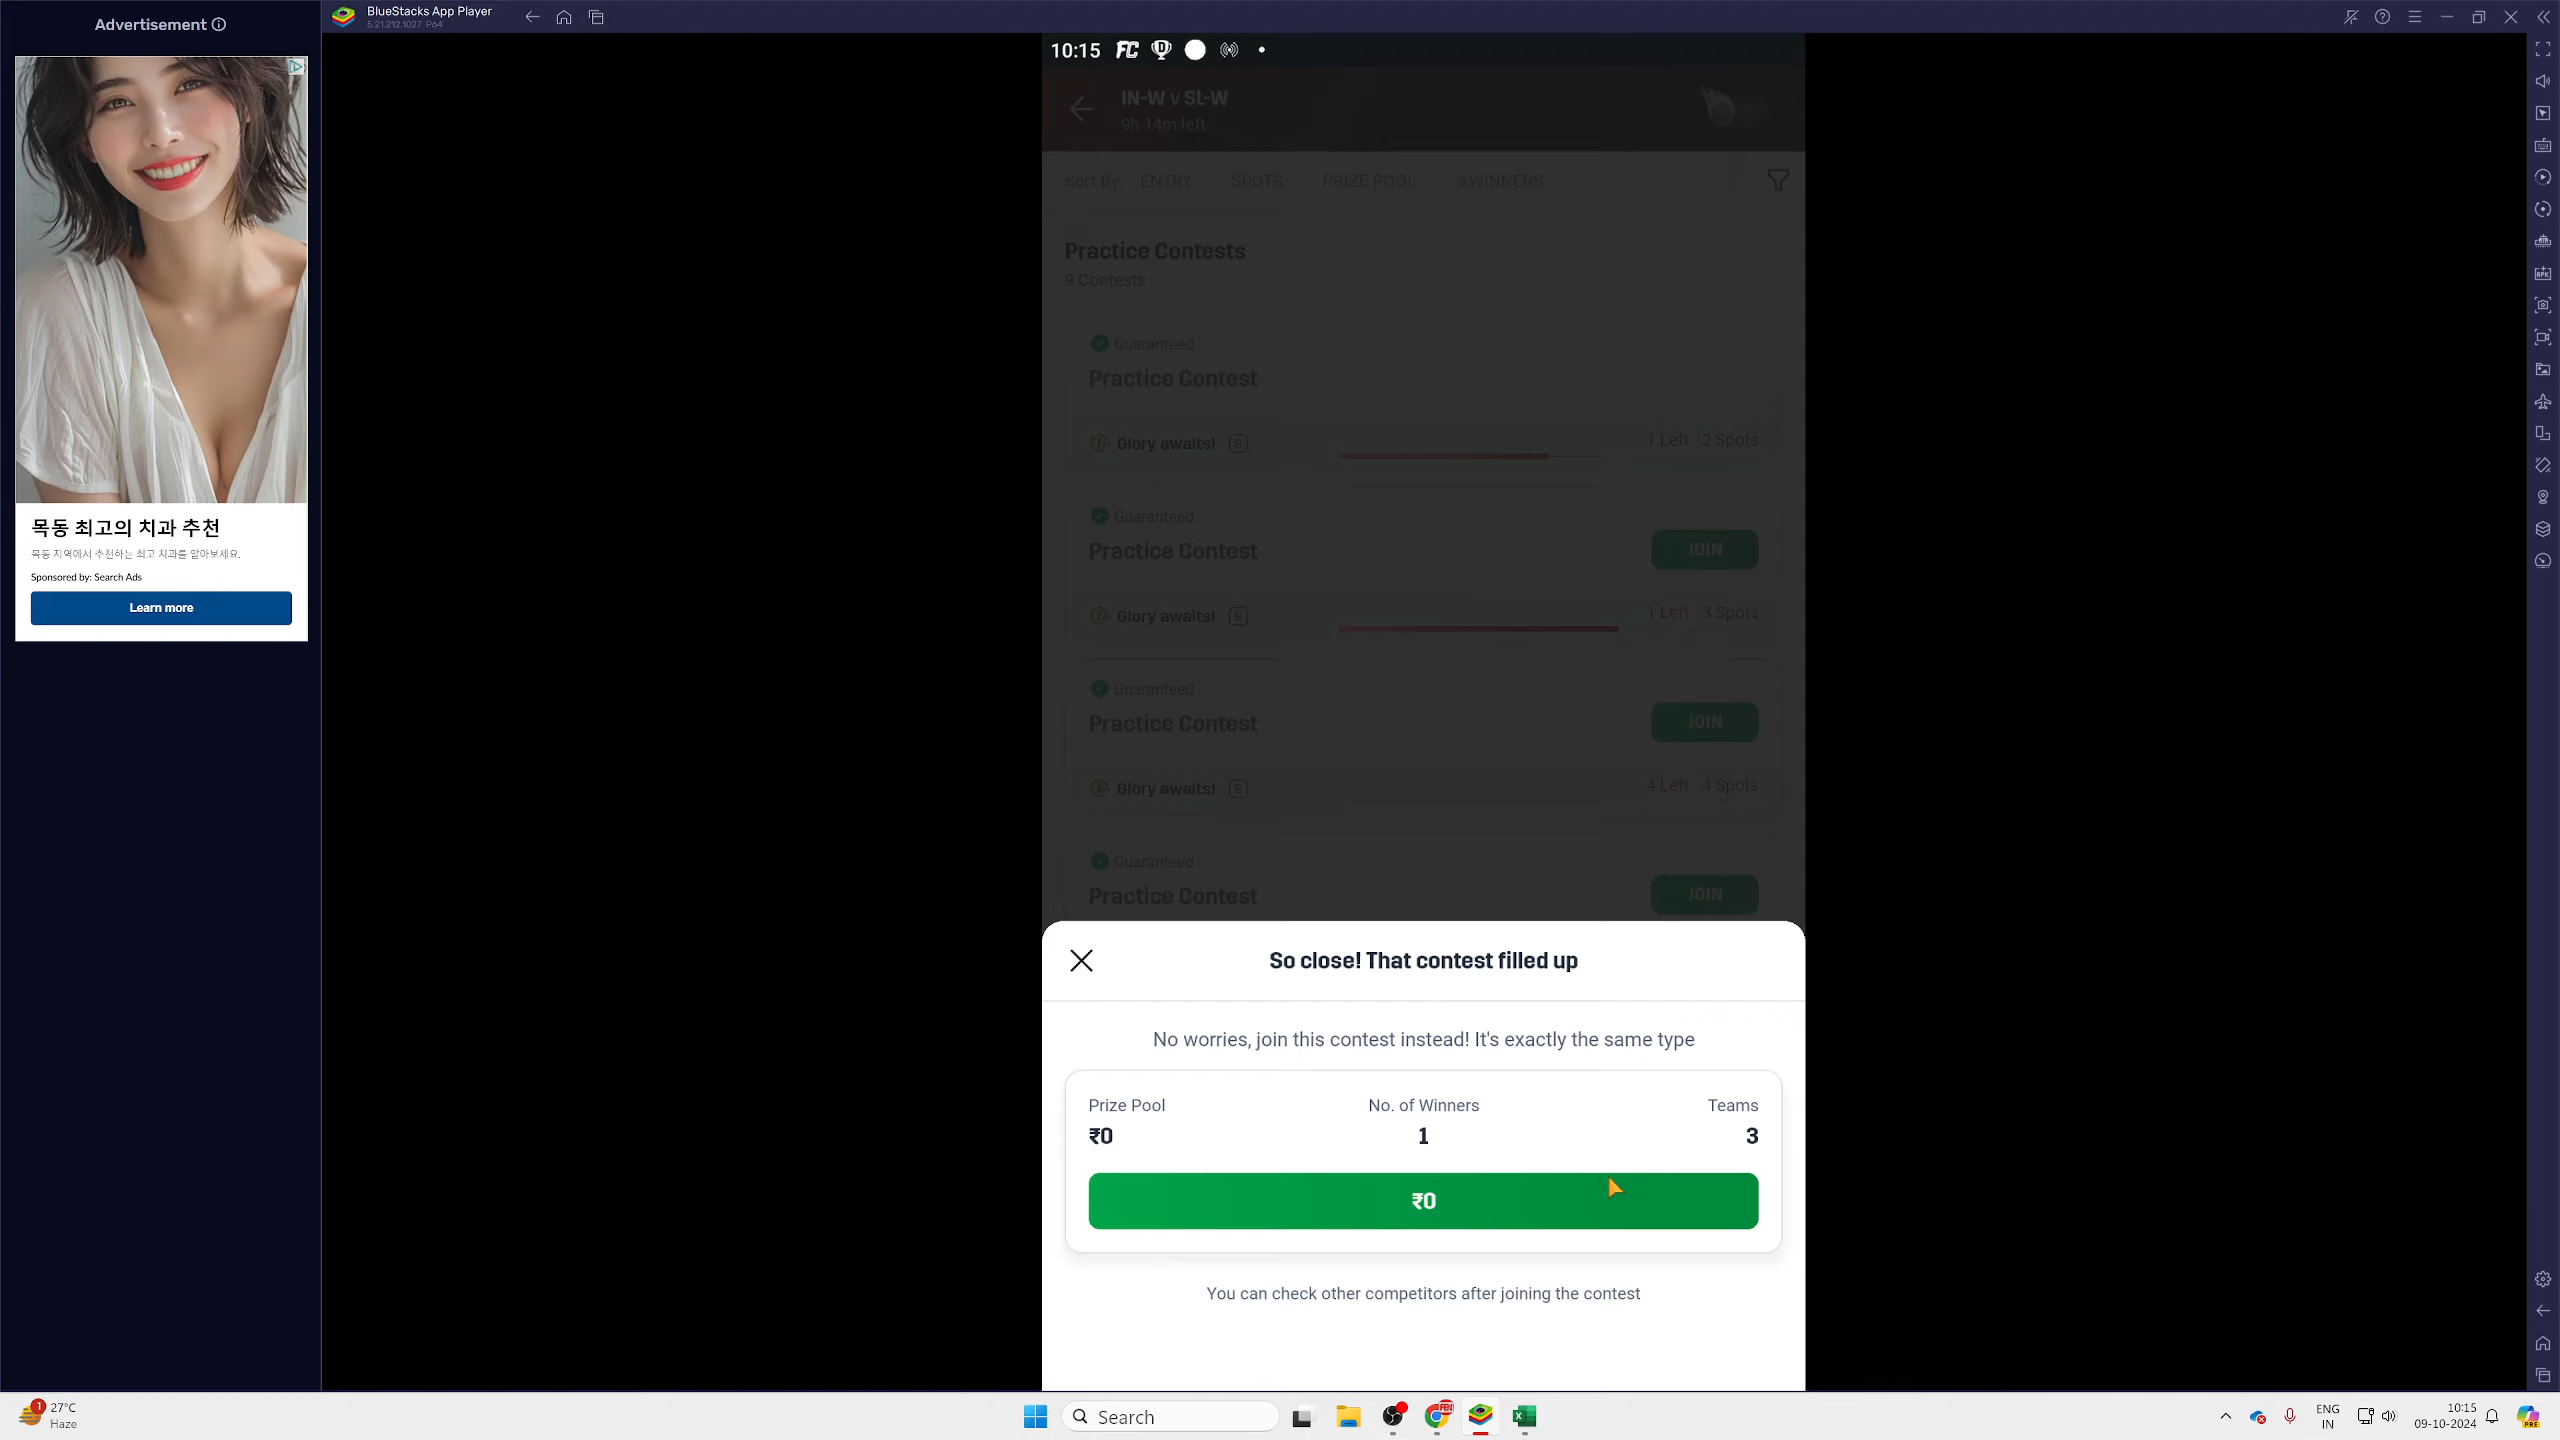 Advertisement
BlueStacks App Player
5.21.212.1027 P64
목동 최고의 치과 추천
목동 지역에서 추천하는 최고 치과를 알아보세요.
Sponsored by: Search Ads
Learn more
10:15
IN-W v SL-W
9h 14m left
Sort By: ENTRY SPOTS PRIZE POOL %WINNERS
Practice Contests
9 Contests
Guaranteed
Practice Contest
Glory awaits! S
1 Left 2 Spots
Guaranteed
Practice Contest
JOIN
Glory awaits! S
1 Left 3 Spots
Guaranteed
Practice Contest
JOIN
Glory awaits! S
4 Left 4 Spots
Guaranteed
Practice Contest
JOIN
So close! That contest filled up
No worries, join this contest instead! It's exactly the same type
Prize Pool No. of Winners Teams
₹0 1 3
₹0
You can check other competitors after joining the contest
1
27°C
Haze
Search
ENG
IN
10:15
09-10-2024